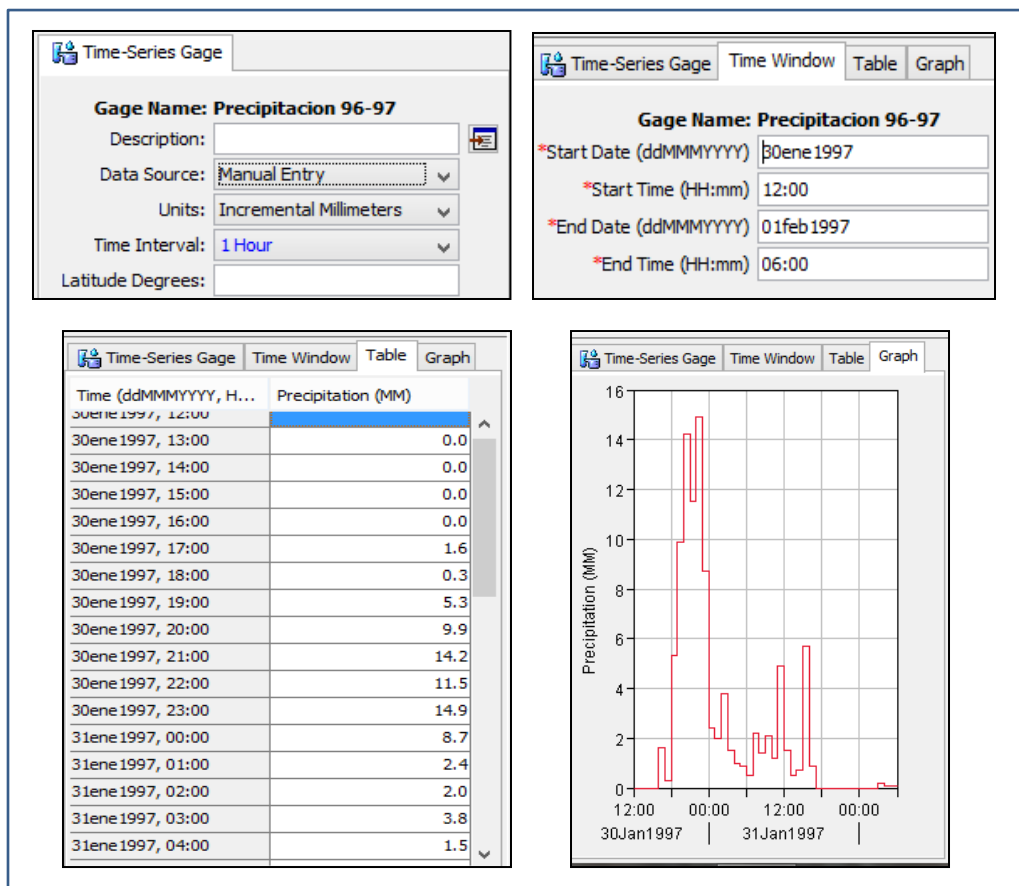 Time-Series Gage
Gage Name: Precipitacion 96-97
Description:
Data Source: Manual Entry
Units: Incremental Millimeters
Time Interval: 1 Hour
Latitude Degrees:
Time-Series Gage Time Window Table Graph
Gage Name: Precipitacion 96-97
*Start Date (ddMMMYYYY) 30ene1997
*Start Time (HH:mm) 12:00
*End Date (ddMMMYYYY) 01feb1997
*End Time (HH:mm) 06:00
Time-Series Gage Time Window Table Graph
Time (ddMMMYYYY, H... Precipitation (MM)
30ene1997, 12:00
30ene1997, 13:00 0.0
30ene1997, 14:00 0.0
30ene1997, 15:00 0.0
30ene1997, 16:00 0.0
30ene1997, 17:00 1.6
30ene1997, 18:00 0.3
30ene1997, 19:00 5.3
30ene1997, 20:00 9.9
30ene1997, 21:00 14.2
30ene1997, 22:00 11.5
30ene1997, 23:00 14.9
31ene1997, 00:00 8.7
31ene1997, 01:00 2.4
31ene1997, 02:00 2.0
31ene1997, 03:00 3.8
31ene1997, 04:00 1.5
Time-Series Gage Time Window Table Graph
16
14
12
10
8
6
4
2
0
Precipitation (MM)
12:00 00:00 12:00 00:00
30Jan1997 31Jan1997